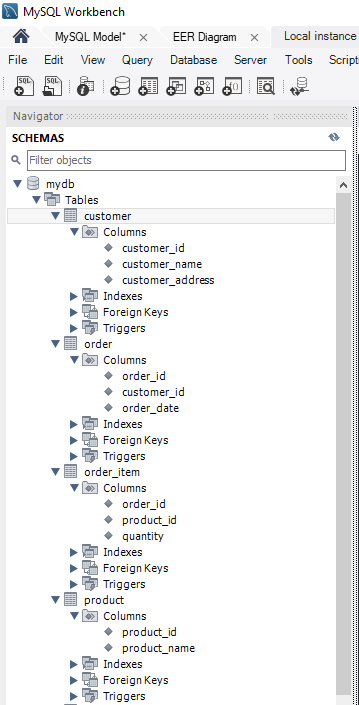 MySQL Workbench
MySQL Model* EER Diagram Local instance
File Edit View Query Database Server Tools Script
Navigator
SCHEMAS
Filter objects
mydb
Tables
customer
Columns
customer_id
customer_name
customer_address
Indexes
Foreign Keys
Triggers
order
Columns
order_id
customer_id
order_date
Indexes
Foreign Keys
Triggers
order_item
Columns
order_id
product_id
quantity
Indexes
Foreign Keys
Triggers
product
Columns
product_id
product_name
Indexes
Foreign Keys
Triggers